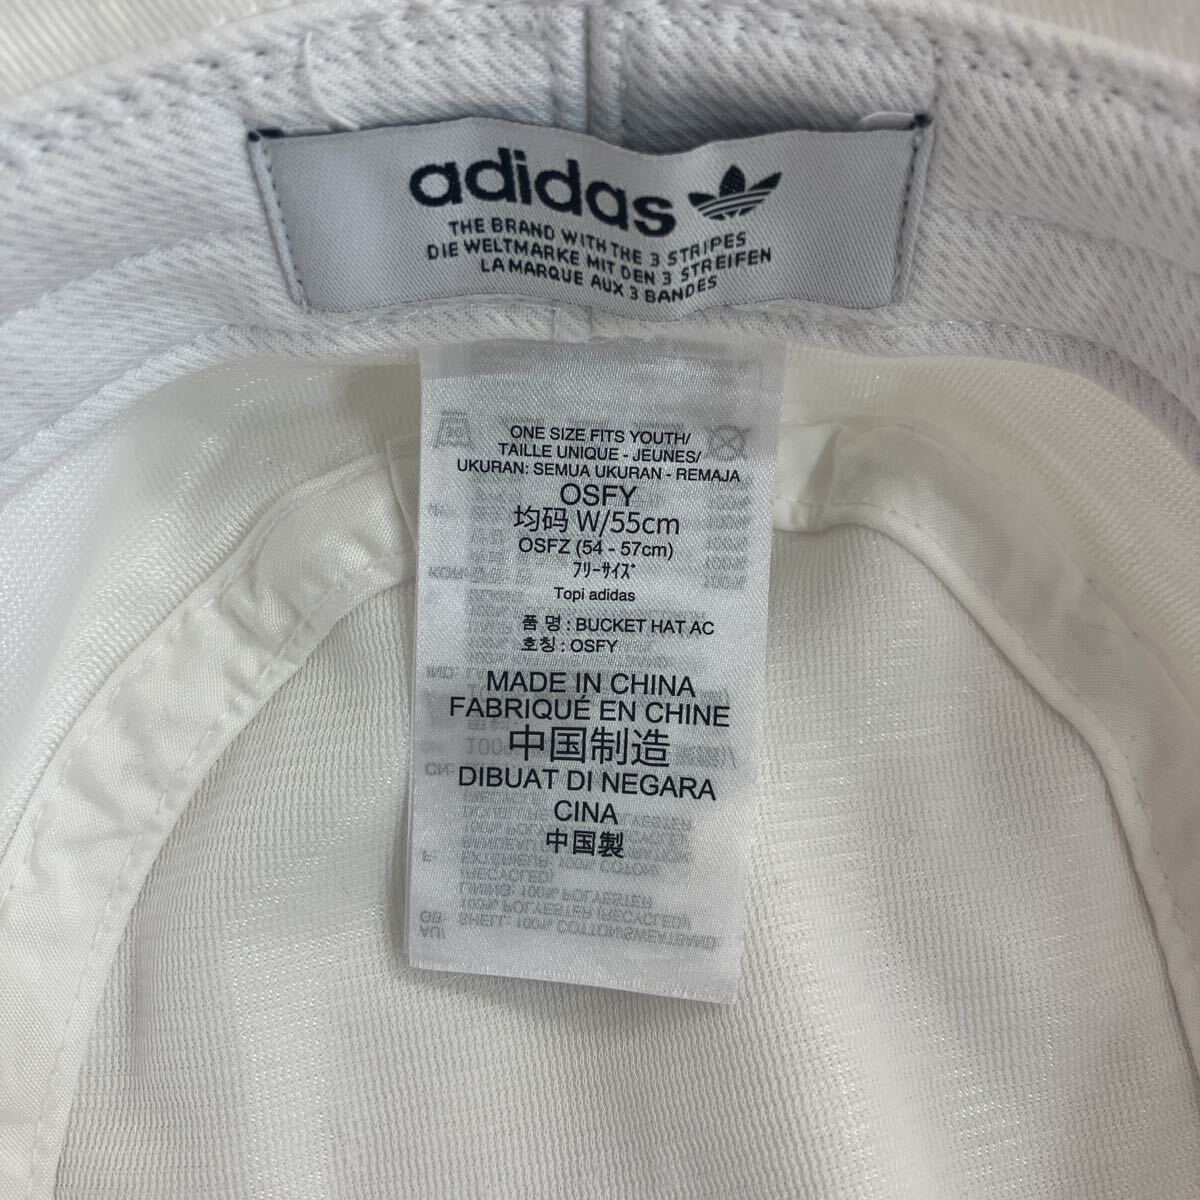 adidas
THE BRAND WITH THE 3 STRIPES
DIE WELTMARKE MIT DEN 3 STREIFEN
LA MARQUE AUX 3 BANDES
ONE SIZE FITS YOUTH/
TAILLE UNIQUE - JEUNES/
UKURAN: SEMUA UKURAN - REMAJA
OSFY
均码 W/55cm
OSFZ (54 - 57cm)
ﾌﾘｰｻｲｽﾞ
Topi adidas
품 명 : BUCKET HAT AC
호칭 : OSFY
MADE IN CHINA
FABRIQUÉ EN CHINE
中国制造
DIBUAT DI NEGARA
CINA
中国製